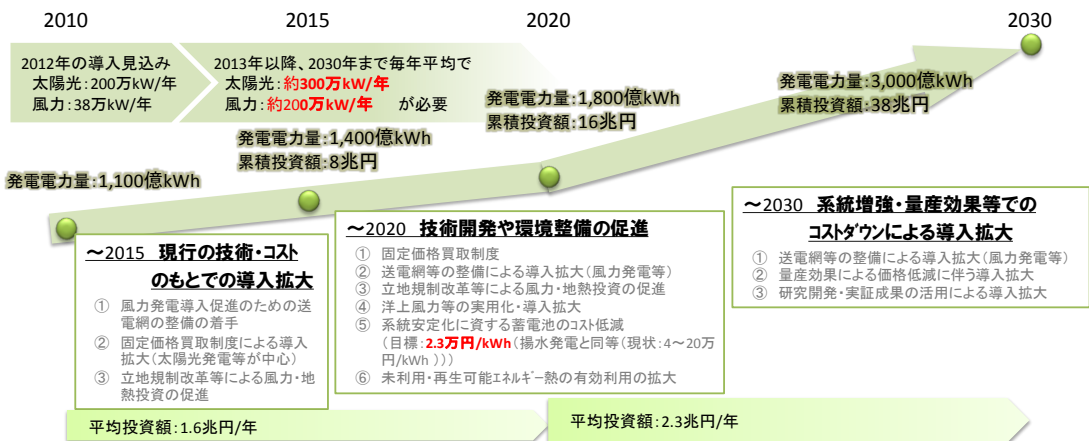 2010
2015
2020
2030
2012年の導入見込み
太陽光:200万kW/年
風力:38万kW/年
2013年以降、2030年まで毎年平均で
太陽光:約300万kW/年
風力:約200万kW/年 が必要
発電電力量:1,100億kWh
発電電力量:1,400億kWh
累積投資額:8兆円
発電電力量:1,800億kWh
累積投資額:16兆円
発電電力量:3,000億kWh
累積投資額:38兆円
~2015 現行の技術・コスト
のもとでの導入拡大
① 風力発電導入促進のための送
電網の整備の着手
② 固定価格買取制度による導入
拡大(太陽光発電等が中心)
③ 立地規制改革等による風力・地
熱投資の促進
~2020 技術開発や環境整備の促進
① 固定価格買取制度
② 送電網等の整備による導入拡大(風力発電等)
③ 立地規制改革等による風力・地熱投資の促進
④ 洋上風力等の実用化・導入拡大
⑤ 系統安定化に資する蓄電池のコスト低減
(目標:2.3万円/kWh(揚水発電と同等(現状:4~20万
円/kWh )))
⑥ 未利用・再生可能エネルギー熱の有効利用の拡大
~2030 系統増強・量産効果等での
コストダウンによる導入拡大
① 送電網等の整備による導入拡大(風力発電等)
② 量産効果による価格低減に伴う導入拡大
③ 研究開発・実証成果の活用による導入拡大
平均投資額:1.6兆円/年
平均投資額:2.3兆円/年